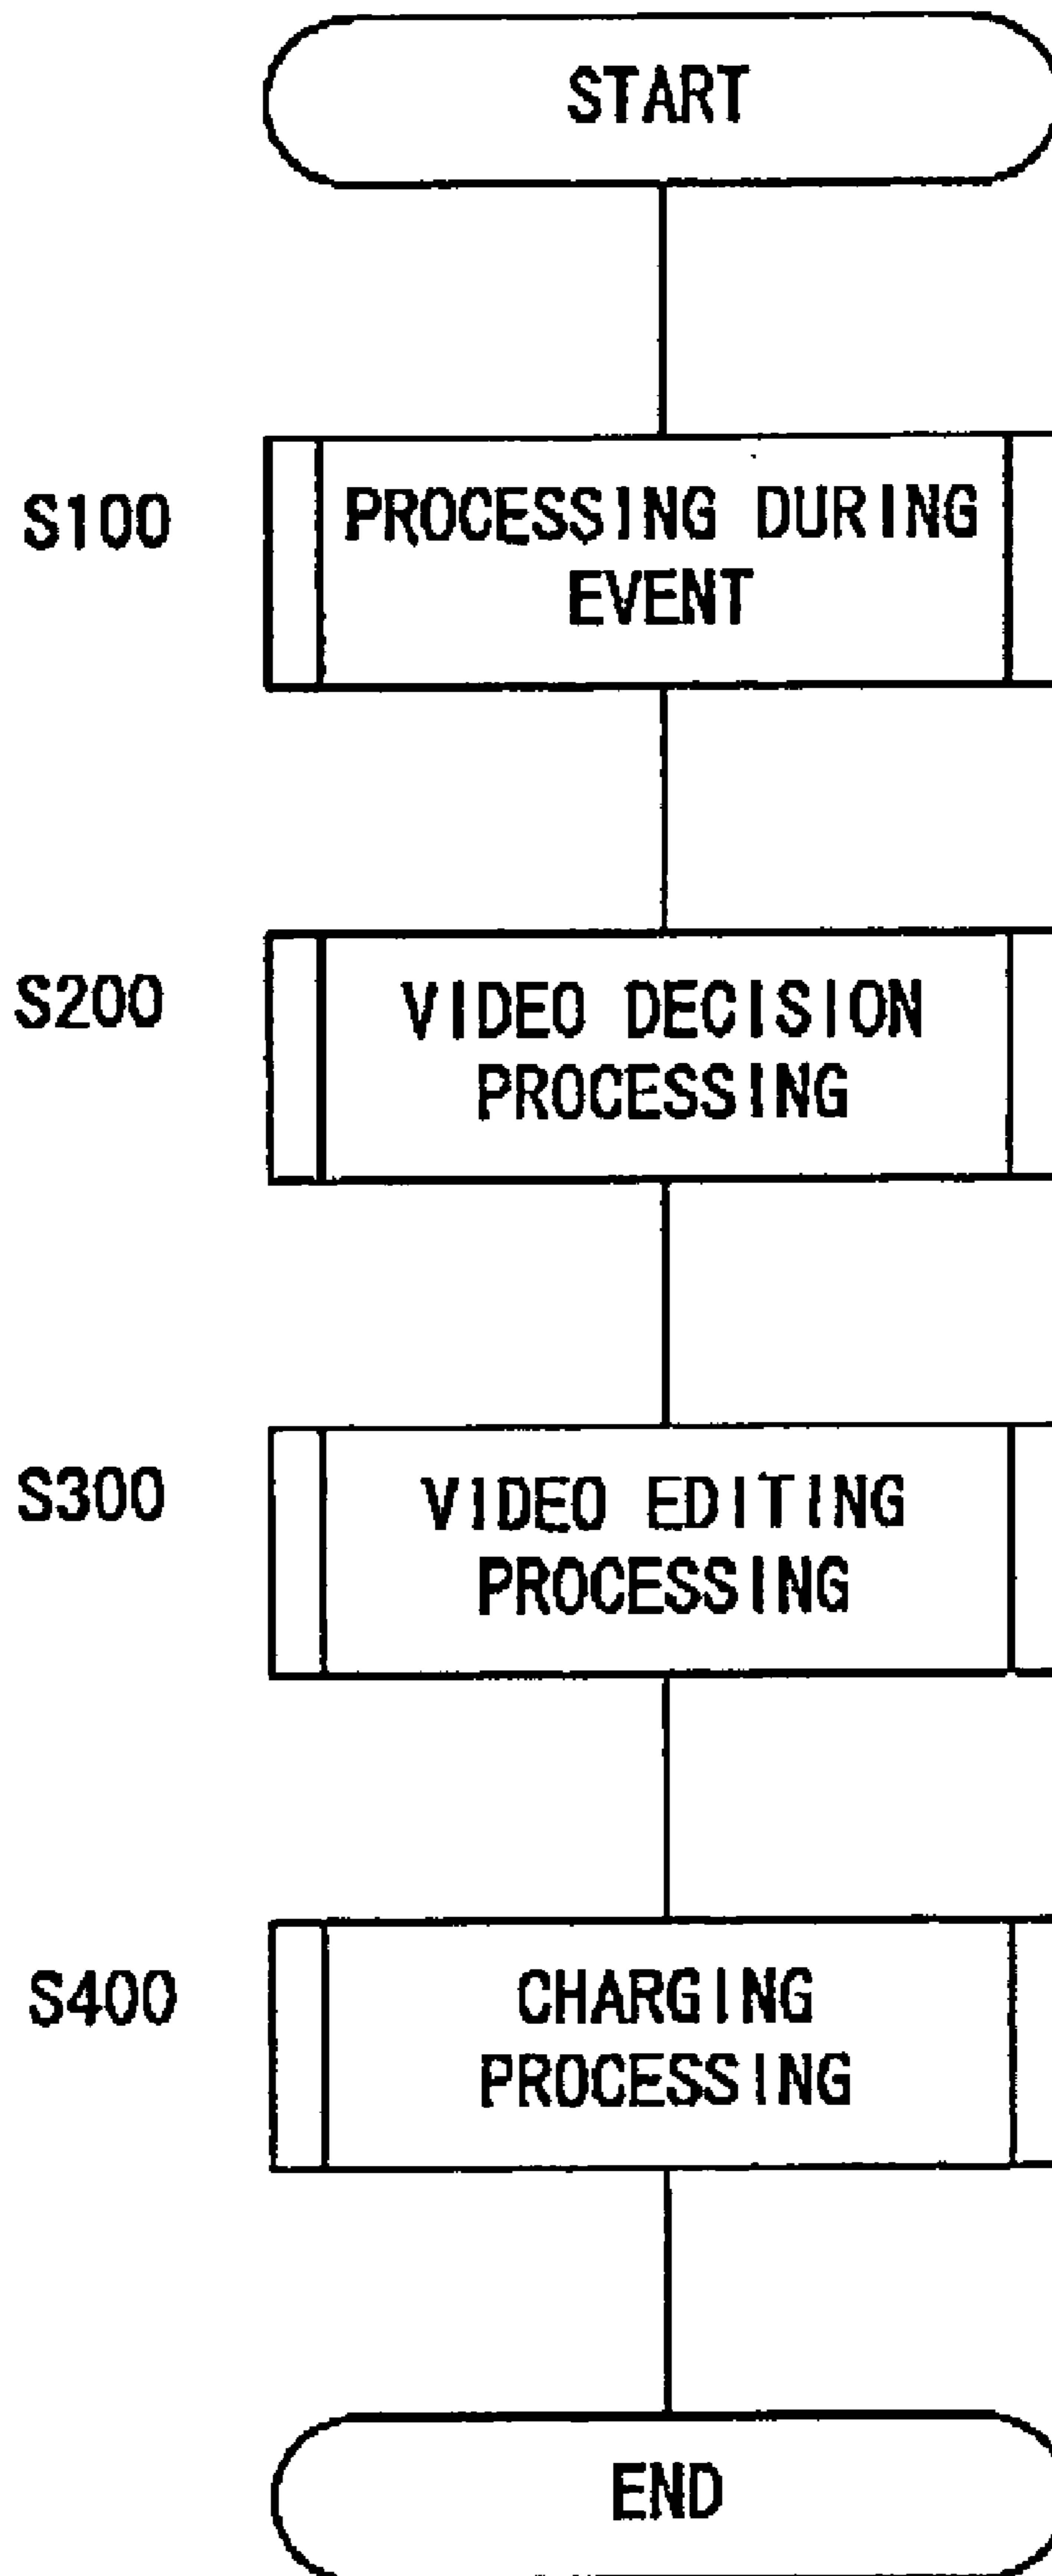 START
S100
PROCESSING DURING
EVENT
S200
VIDEO DECISION
PROCESSING
S300
VIDEO EDITING
PROCESSING
S400
CHARGING
PROCESSING
END